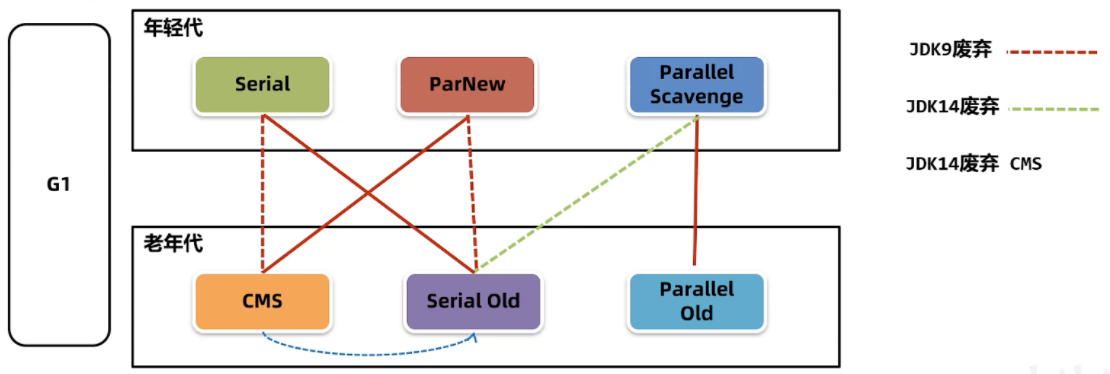 年轻代
Serial
ParNew
Parallel
Scavenge
G1
老年代
CMS
Serial Old
Parallel
Old
JDK9废弃
JDK14废弃
JDK14废弃 CMS